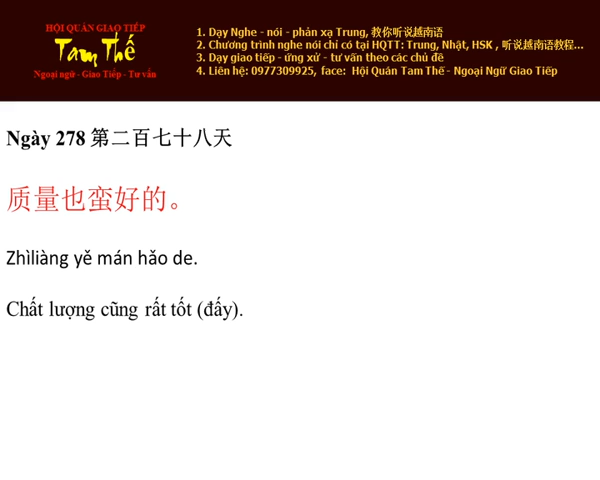 HỘI QUÁN GIAO TIẾP
Tam Thế
Ngoại ngữ - Giao Tiếp - Tư vấn
1. Dạy Nghe - nói - phản xạ Trung, 教你听说越南语
2. Chương trình nghe nói chỉ có tại HQTT: Trung, Nhật, HSK , 听说越南语教程...
3. Dạy giao tiếp - ứng xử - tư vấn theo các chủ đề
4. Liên hệ: 0977309925, face: Hội Quán Tam Thế - Ngoại Ngữ Giao Tiếp
Ngày 278 第二百七十八天
质量也蛮好的。
Zhìliàng yě mán hǎo de.
Chất lượng cũng rất tốt (đấy).